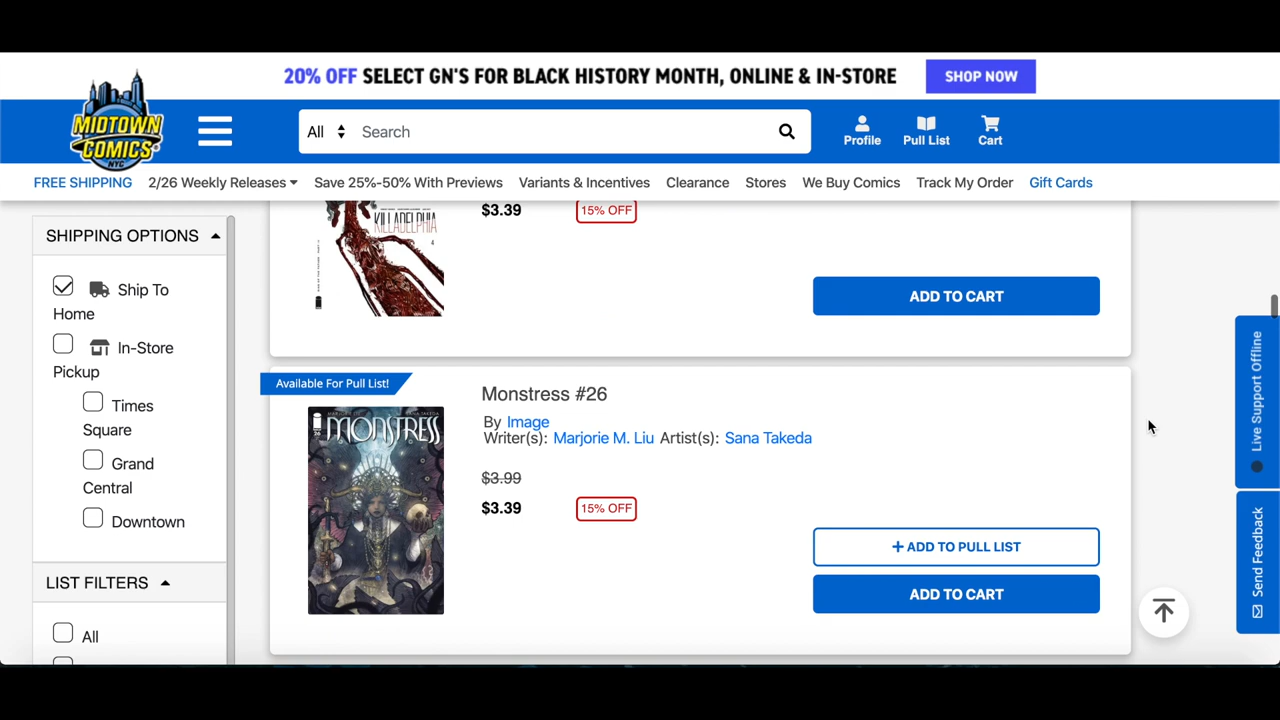 20% OFF SELECT GN'S FOR BLACK HISTORY MONTH, ONLINE & IN-STORE
SHOP NOW
MIDTOWN
COMICS
NYC
All
Search
Profile
Pull List
Cart
FREE SHIPPING
2/26 Weekly Releases
Save 25%-50% With Previews
Variants & Incentives
Clearance
Stores
We Buy Comics
Track My Order
Gift Cards
SHIPPING OPTIONS
Ship To
Home
In-Store
Pickup
Times
Square
Grand
Central
Downtown
LIST FILTERS
All
KILLADELPHIA
4
$3.39
15% OFF
ADD TO CART
Available For Pull List!
MONSTRESS
26
Monstress #26
By Image
Writer(s): Marjorie M. Liu Artist(s): Sana Takeda
$3.99
$3.39
15% OFF
+ ADD TO PULL LIST
ADD TO CART
Live Support Offline
Send Feedback